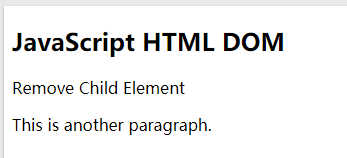 JavaScript HTML DOM
Remove Child Element
This is another paragraph.